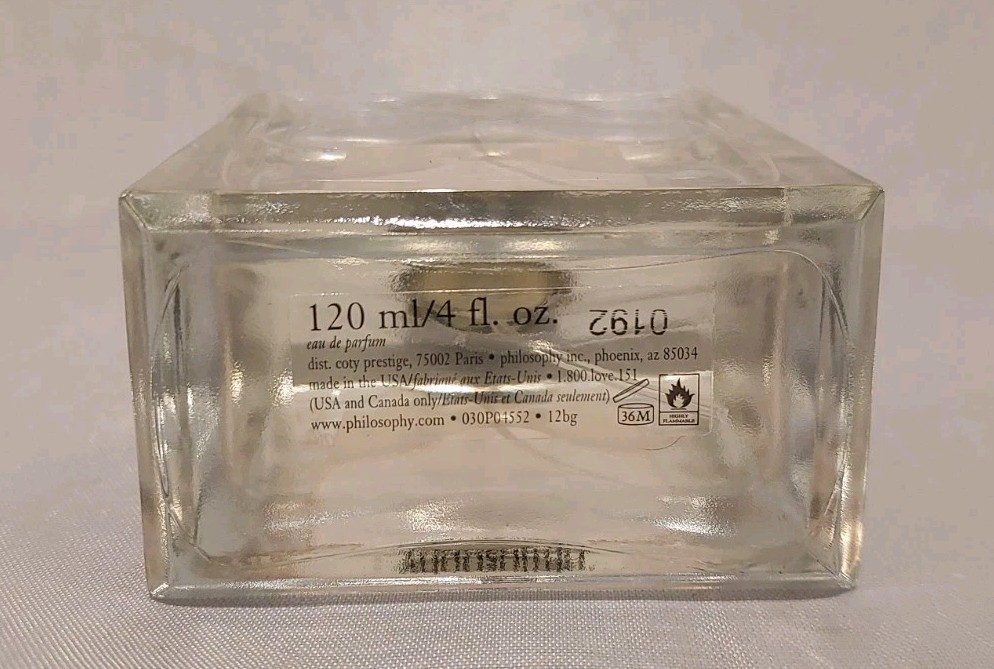 120 ml/4 fl. oz.
0192
eau de parfum
dist. coty prestige, 75002 Paris • philosophy inc., phoenix, az 85034
made in the USA/fabriqué aux Etats-Unis • 1.800.love.151
(USA and Canada only/Etats-Unis et Canada seulement)
www.philosophy.com • 030P04552 • 12bg
36M
HIGHLY
FLAMMABLE